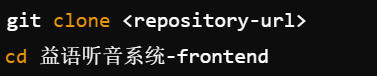 git clone <repository-url>
cd 益语听音系统-frontend